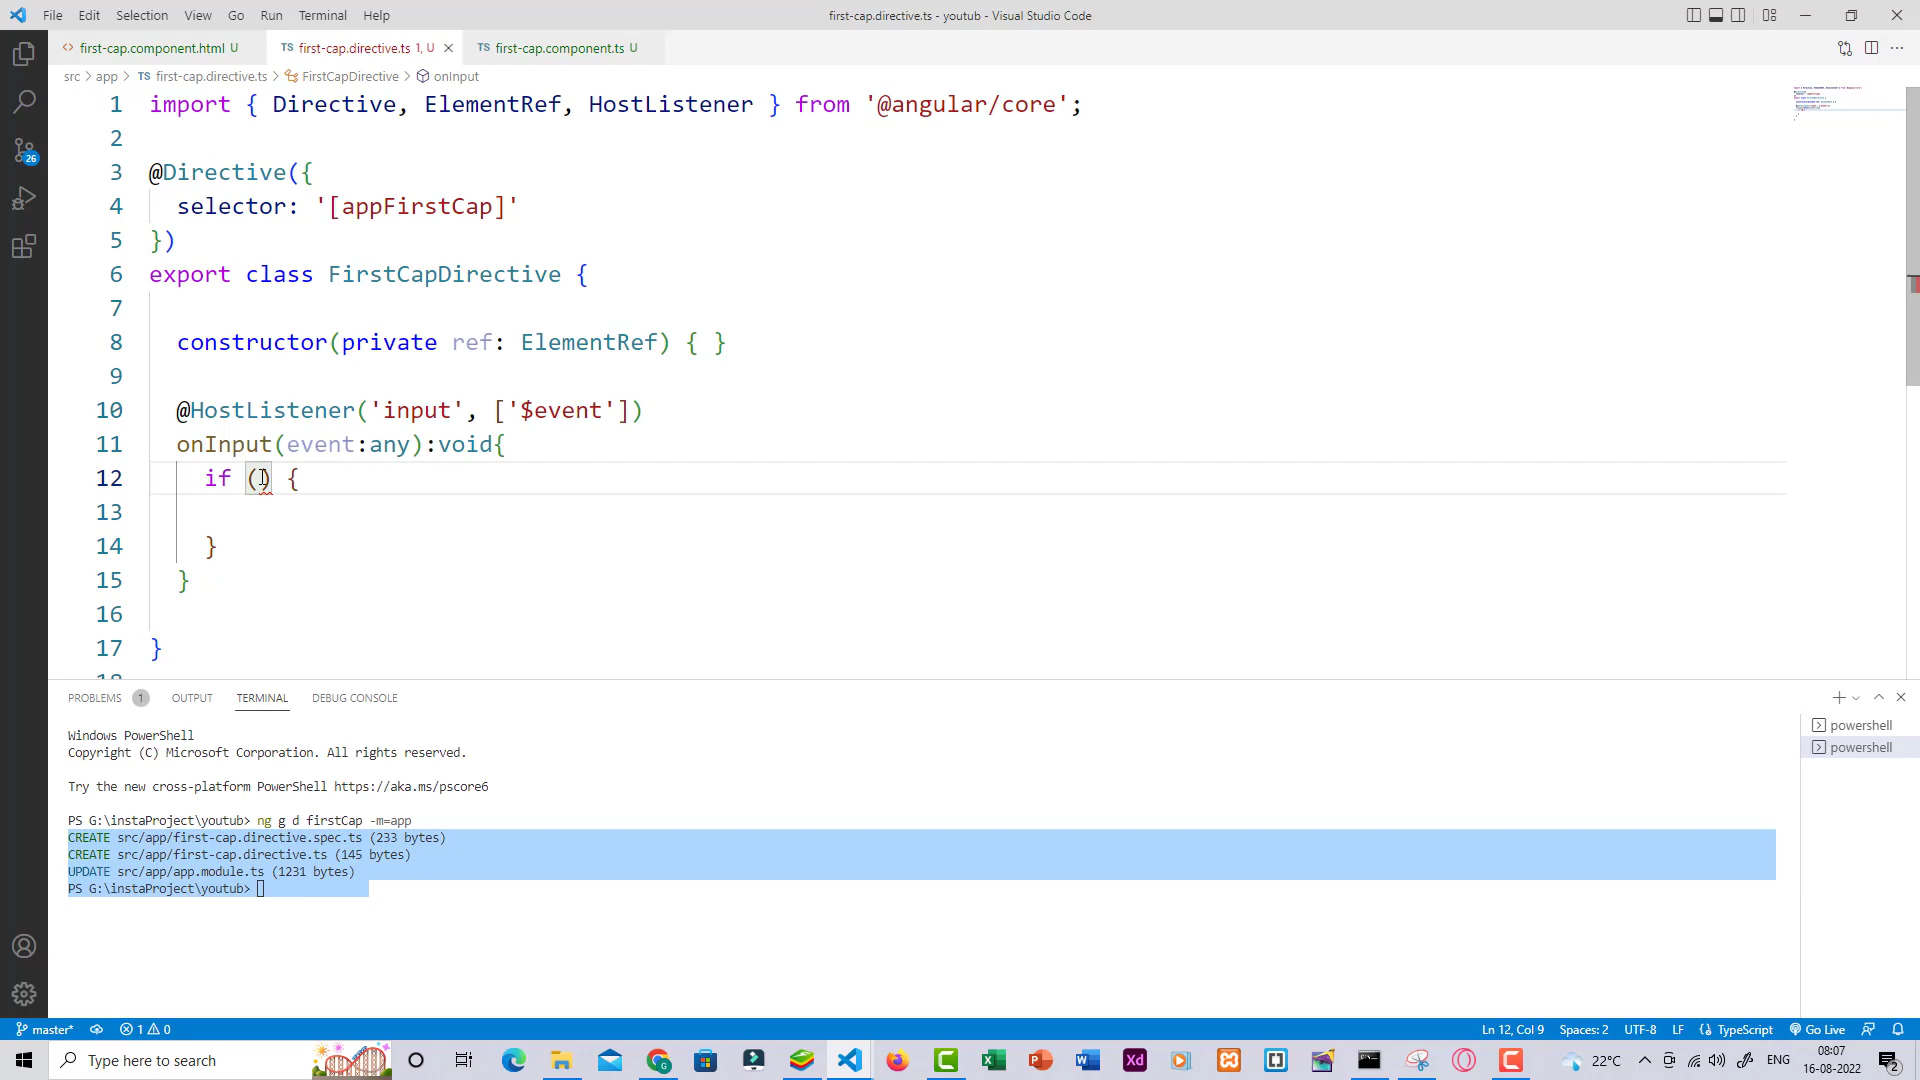 File Edit Selection View Go Run Terminal Help first-cap.directive.ts - youtub - Visual Studio Code
first-cap.component.html U TS first-cap.directive.ts 1, U TS first-cap.component.ts U
src > app > TS first-cap.directive.ts > FirstCapDirective > onInput
1 import { Directive, ElementRef, HostListener } from '@angular/core';
2
3 @Directive({
4 selector: '[appFirstCap]'
5 })
6 export class FirstCapDirective {
7
8 constructor(private ref: ElementRef) { }
9
10 @HostListener('input', ['$event'])
11 onInput(event:any):void{
12 if () {
13
14 }
15 }
16
17 }
26
PROBLEMS 1 OUTPUT TERMINAL DEBUG CONSOLE
Windows PowerShell
Copyright (C) Microsoft Corporation. All rights reserved.
Try the new cross-platform PowerShell https://aka.ms/pscore6
PS G:\instaProject\youtub> ng g d firstCap -m=app
CREATE src/app/first-cap.directive.spec.ts (233 bytes)
CREATE src/app/first-cap.directive.ts (145 bytes)
UPDATE src/app/app.module.ts (1231 bytes)
PS G:\instaProject\youtub>
powershell
powershell
master* 1 0 Ln 12, Col 9 Spaces: 2 UTF-8 LF TypeScript Go Live
Type here to search Xd 22°C ENG 08:07
16-08-2022 2